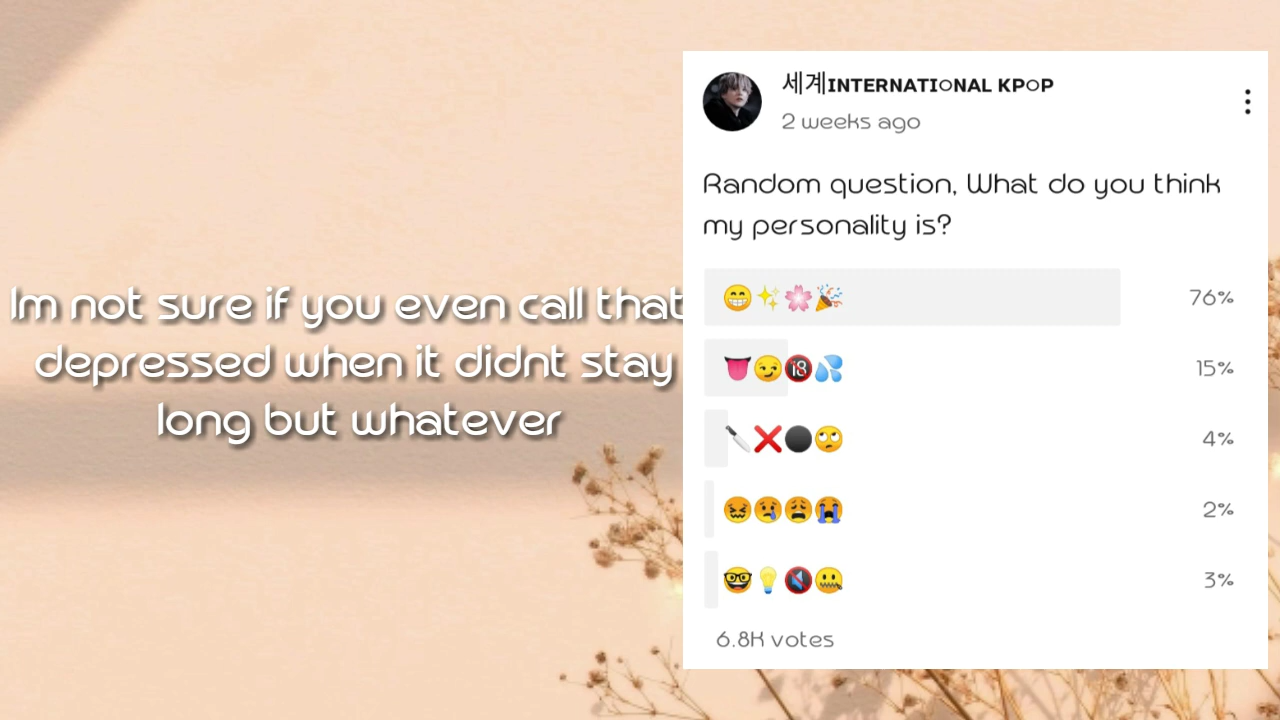 Im not sure if you even call that
depressed when it didnt stay
long but whatever
세계INTERNATIONAL KPOP
2 weeks ago
Random question, What do you think
my personality is?
😁✨🌸🎉 76%
👅😏🔞💦 15%
🔪❌⚫🙄 4%
😖😢😩😭 2%
🤓💡🔇🤐 3%
6.8K votes